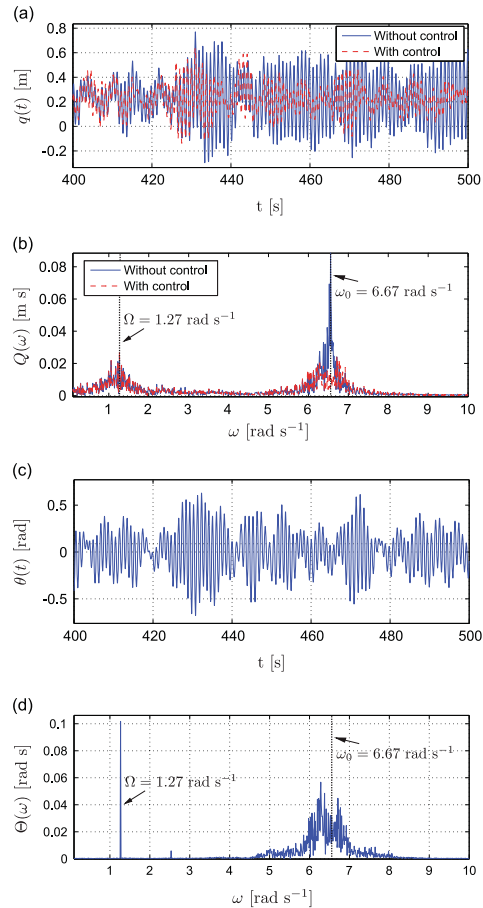 (a)
0.8
0.6
0.4
0.2
0
-0.2
q(t) [m]
Without control
With control
400 420 440 460 480 500
t [s]
(b)
0.08
0.06
0.04
0.02
0
Q(ω) [m s]
Without control
With control
Ω = 1.27 rad s⁻¹
ω₀ = 6.67 rad s⁻¹
1 2 3 4 5 6 7 8 9 10
ω [rad s⁻¹]
(c)
0.5
0
-0.5
θ(t) [rad]
400 420 440 460 480 500
t [s]
(d)
0.1
0.08
0.06
0.04
0.02
0
Θ(ω) [rad s]
Ω = 1.27 rad s⁻¹
ω₀ = 6.67 rad s⁻¹
1 2 3 4 5 6 7 8 9 10
ω [rad s⁻¹]